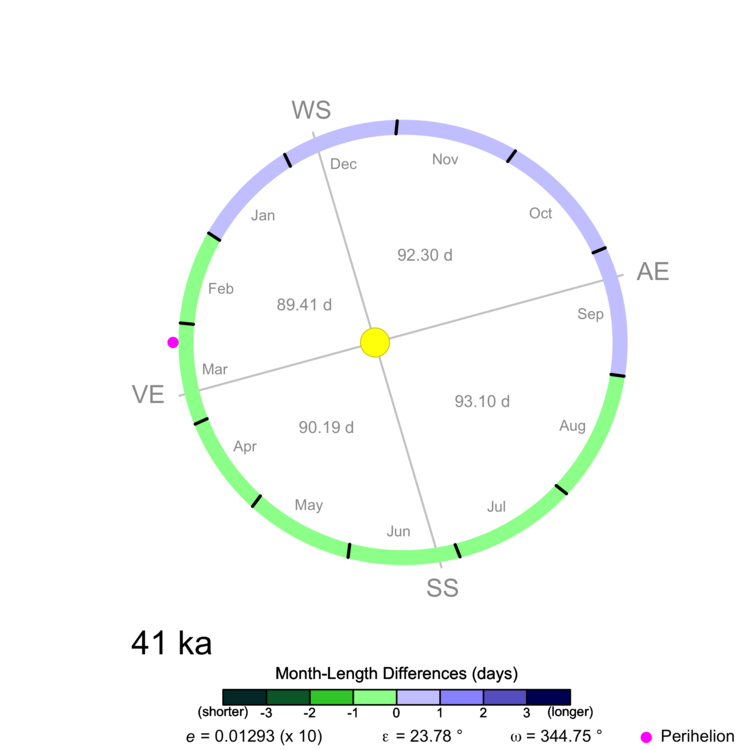 WS
Dec
Nov
Jan
Oct
92.30 d
AE
Feb
89.41 d
Sep
Mar
VE
93.10 d
90.19 d
Aug
Apr
May
Jul
Jun
SS
41 ka
Month-Length Differences (days)
(shorter) -3 -2 -1 0 1 2 3 (longer)
e = 0.01293 (x 10) ε = 23.78 ° ω = 344.75 ° Perihelion